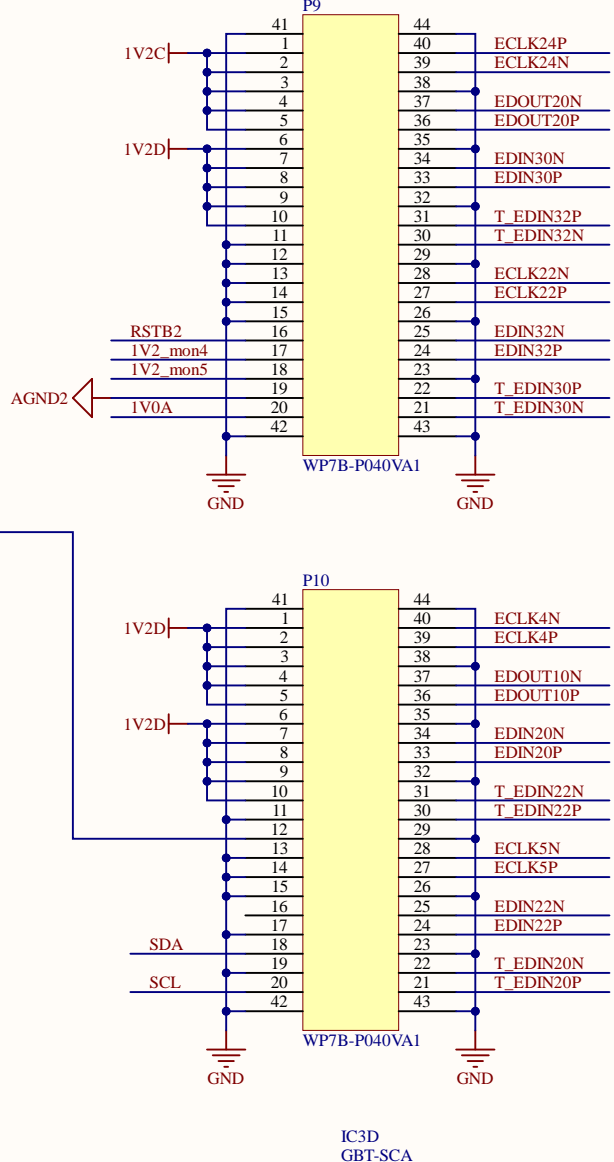 P9
41 44
1V2C 1 40 ECLK24P
2 39 ECLK24N
3 38
4 37 EDOUT20N
5 36 EDOUT20P
1V2D 6 35
7 34 EDIN30N
8 33 EDIN30P
9 32
10 31 T_EDIN32P
11 30 T_EDIN32N
12 29
13 28 ECLK22N
14 27 ECLK22P
15 26
RSTB2 16 25 EDIN32N
1V2_mon4 17 24 EDIN32P
1V2_mon5 18 23
AGND2 19 22 T_EDIN30P
1V0A 20 21 T_EDIN30N
42 43
WP7B-P040VA1
GND GND
P10
41 44
1V2D 1 40 ECLK4N
2 39 ECLK4P
3 38
4 37 EDOUT10N
5 36 EDOUT10P
1V2D 6 35
7 34 EDIN20N
8 33 EDIN20P
9 32
10 31 T_EDIN22N
11 30 T_EDIN22P
12 29
13 28 ECLK5N
14 27 ECLK5P
15 26
16 25 EDIN22N
17 24 EDIN22P
SDA 18 23
19 22 T_EDIN20N
SCL 20 21 T_EDIN20P
42 43
WP7B-P040VA1
GND GND
IC3D
GBT-SCA